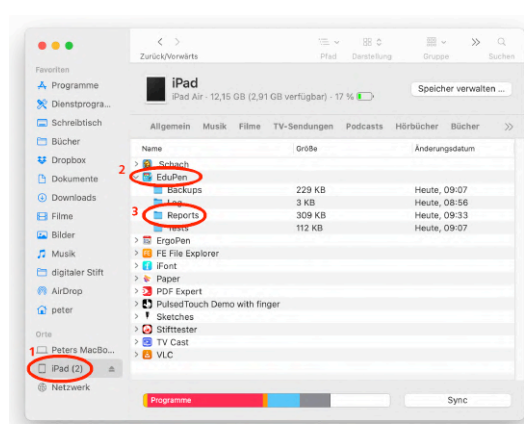 Zurück/Vorwärts Pfad Darstellung Gruppe Suchen
Favoriten
Programme
Dienstprogra...
Schreibtisch
Bücher
Dropbox
Dokumente
Downloads
Filme
Bilder
Musik
digitaler Stift
AirDrop
peter
Orte
1 Peters MacBo...
iPad (2)
Netzwerk
iPad
iPad Air · 12,15 GB (2,91 GB verfügbar) · 17 %
Speicher verwalten ...
Allgemein Musik Filme TV-Sendungen Podcasts Hörbücher Bücher
Name Größe Änderungsdatum
Schach
2 EduPen
Backups 229 KB Heute, 09:07
Log 3 KB Heute, 08:56
3 Reports 309 KB Heute, 09:33
Tests 112 KB Heute, 09:07
ErgoPen
FE File Explorer
iFont
Paper
PDF Expert
PulsedTouch Demo with finger
Sketches
Stifttester
TV Cast
VLC
Programme Sync